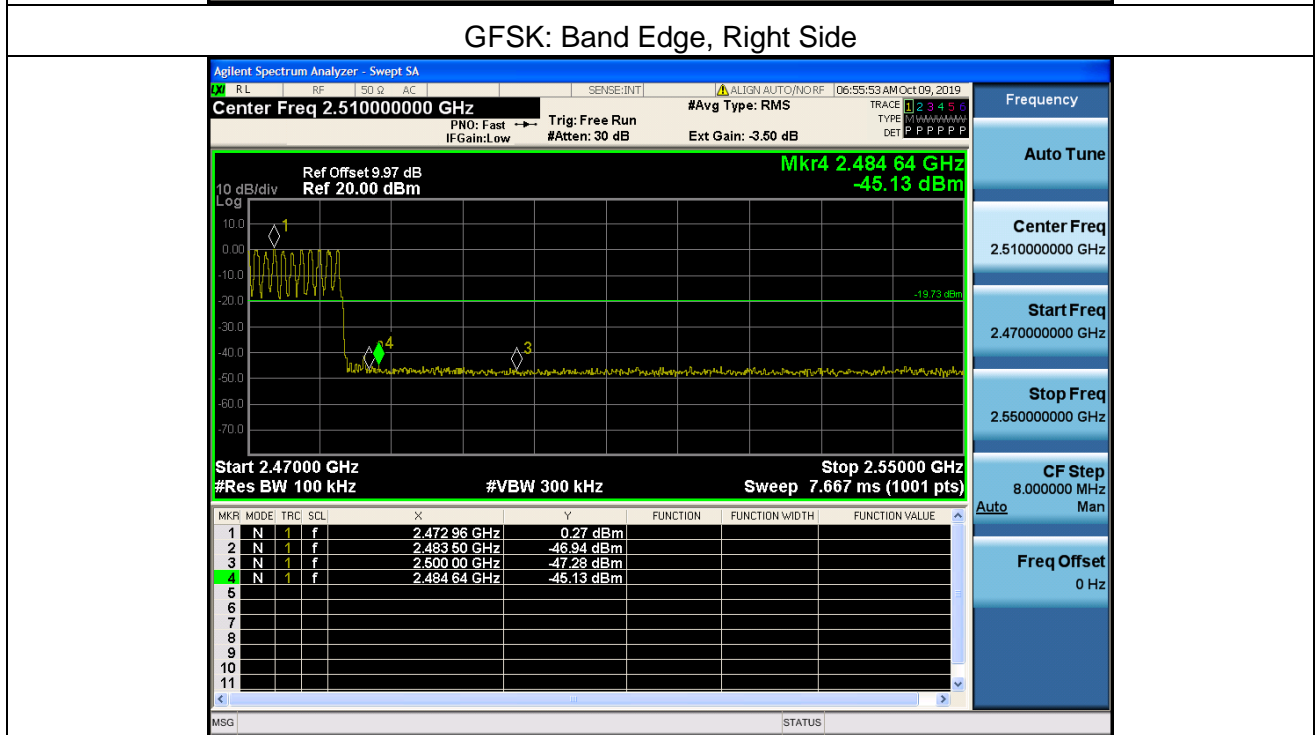 GFSK: Band Edge, Right Side
Agilent Spectrum Analyzer - Swept SA
LXI RL RF 50 Ω AC SENSE:INT ALIGN AUTO/NO RF 06:55:53 AM Oct 09, 2019
Center Freq 2.510000000 GHz #Avg Type: RMS TRACE 1 2 3 4 5 6
PNO: Fast Trig: Free Run TYPE M
IFGain:Low #Atten: 30 dB Ext Gain: -3.50 dB DET P P P P P P
Frequency
Mkr4 2.484 64 GHz
-45.13 dBm
Ref Offset 9.97 dB
10 dB/div Ref 20.00 dBm
Log
10.0
0.00
-10.0
-20.0
-30.0
-40.0
-50.0
-60.0
-70.0
1
4
3
-19.73 dBm
Start 2.47000 GHz Stop 2.55000 GHz
#Res BW 100 kHz #VBW 300 kHz Sweep 7.667 ms (1001 pts)
MKR MODE TRC SCL X Y FUNCTION FUNCTION WIDTH FUNCTION VALUE
1 N 1 f 2.472 96 GHz 0.27 dBm
2 N 1 f 2.483 50 GHz -46.94 dBm
3 N 1 f 2.500 00 GHz -47.28 dBm
4 N 1 f 2.484 64 GHz -45.13 dBm
5
6
7
8
9
10
11
MSG STATUS
Auto Tune
Center Freq
2.510000000 GHz
Start Freq
2.470000000 GHz
Stop Freq
2.550000000 GHz
CF Step
8.000000 MHz
Auto Man
Freq Offset
0 Hz